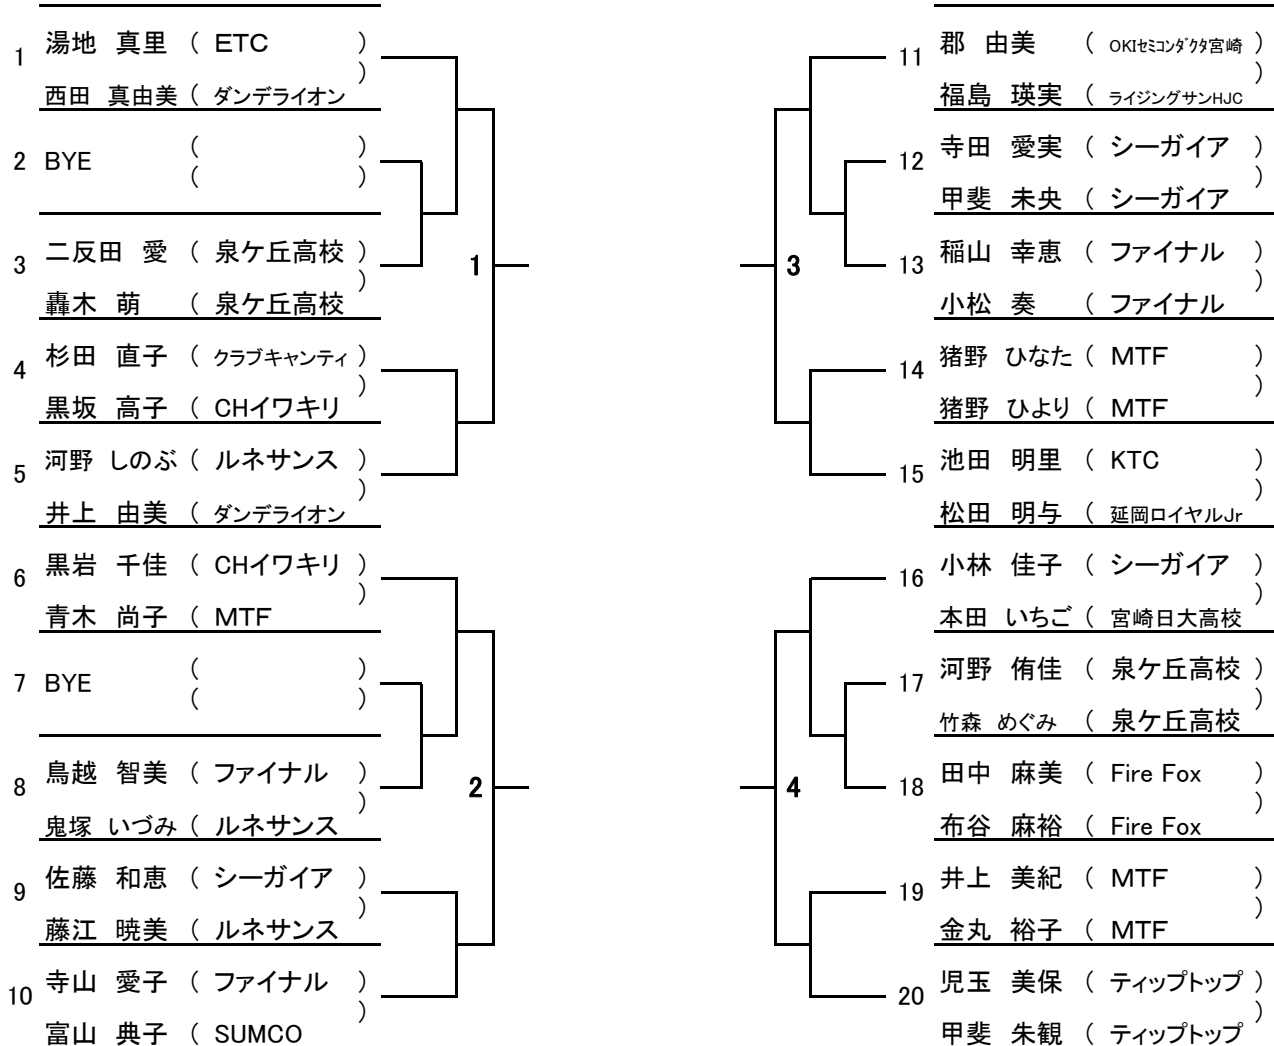 1 湯地 真里 ( ETC )
西田 真由美 ( ダンデライオン )
2 BYE ( )
( )
3 二反田 愛 ( 泉ケ丘高校 )
轟木 萌 ( 泉ケ丘高校 )
4 杉田 直子 ( クラブキャンティ )
黒坂 高子 ( CHイワキリ )
5 河野 しのぶ ( ルネサンス )
井上 由美 ( ダンデライオン )
1
6 黒岩 千佳 ( CHイワキリ )
青木 尚子 ( MTF )
7 BYE ( )
( )
8 鳥越 智美 ( ファイナル )
鬼塚 いづみ ( ルネサンス )
9 佐藤 和恵 ( シーガイア )
藤江 暁美 ( ルネサンス )
10 寺山 愛子 ( ファイナル )
富山 典子 ( SUMCO )
2
11 郡 由美 ( OKIセミコンダクタ宮崎 )
福島 瑛実 ( ライジングサンHJC )
12 寺田 愛実 ( シーガイア )
甲斐 未央 ( シーガイア )
13 稲山 幸恵 ( ファイナル )
小松 奏 ( ファイナル )
14 猪野 ひなた ( MTF )
猪野 ひより ( MTF )
15 池田 明里 ( KTC )
松田 明与 ( 延岡ロイヤルJr )
3
16 小林 佳子 ( シーガイア )
本田 いちご ( 宮崎日大高校 )
17 河野 侑佳 ( 泉ケ丘高校 )
竹森 めぐみ ( 泉ケ丘高校 )
18 田中 麻美 ( Fire Fox )
布谷 麻裕 ( Fire Fox )
19 井上 美紀 ( MTF )
金丸 裕子 ( MTF )
20 児玉 美保 ( ティップトップ )
甲斐 朱観 ( ティップトップ )
4